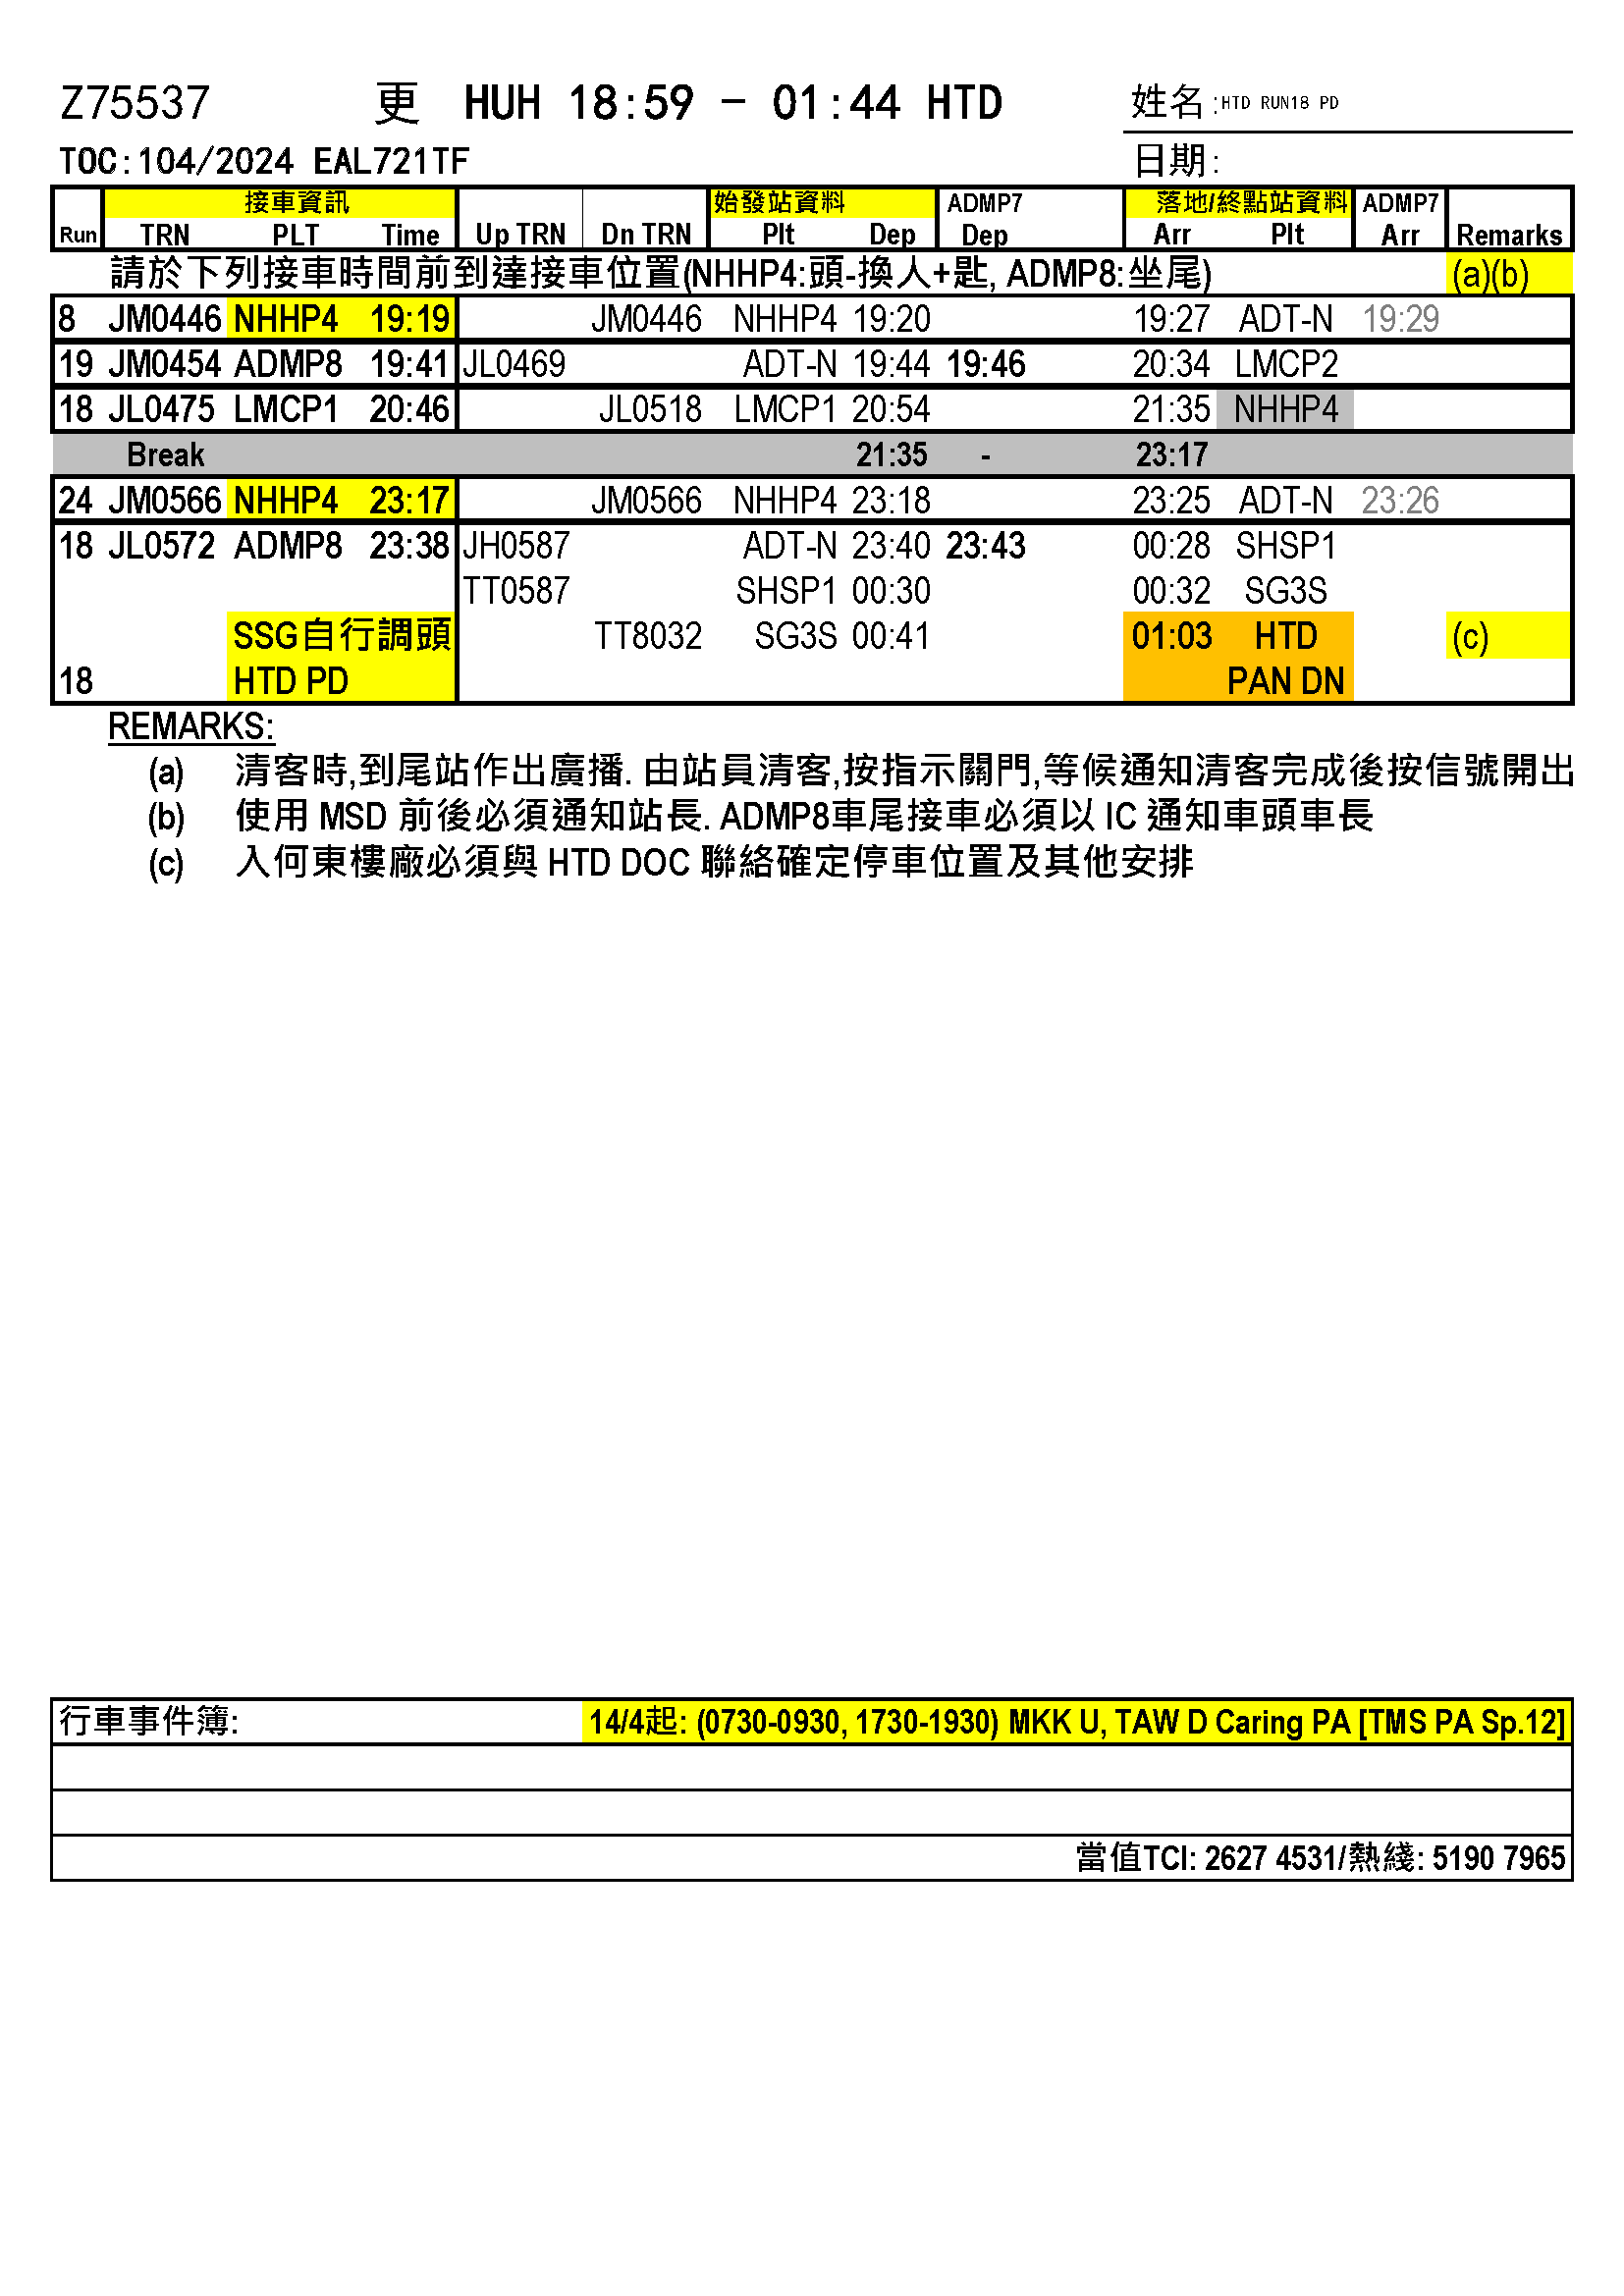 Z75537 更 HUH 18:59 - 01:44 HTD 姓名:HTD RUN18 PD
TOC:104/2024 EAL721TF 日期:
接車資訊 始發站資料 ADMP7 落地/終點站資料 ADMP7
Run TRN PLT Time Up TRN Dn TRN Plt Dep Dep Arr Plt Arr Remarks
請於下列接車時間前到達接車位置(NHHP4:頭-換人+匙, ADMP8:坐尾) (a)(b)
8 JM0446 NHHP4 19:19 JM0446 NHHP4 19:20 19:27 ADT-N 19:29
19 JM0454 ADMP8 19:41 JL0469 ADT-N 19:44 19:46 20:34 LMCP2
18 JL0475 LMCP1 20:46 JL0518 LMCP1 20:54 21:35 NHHP4
Break 21:35 - 23:17
24 JM0566 NHHP4 23:17 JM0566 NHHP4 23:18 23:25 ADT-N 23:26
18 JL0572 ADMP8 23:38 JH0587 ADT-N 23:40 23:43 00:28 SHSP1
TT0587 SHSP1 00:30 00:32 SG3S
SSG自行調頭 TT8032 SG3S 00:41 01:03 HTD (c)
18 HTD PD PAN DN
REMARKS:
(a) 清客時,到尾站作出廣播. 由站員清客,按指示關門,等候通知清客完成後按信號開出
(b) 使用 MSD 前後必須通知站長. ADMP8車尾接車必須以 IC 通知車頭車長
(c) 入何東樓廠必須與 HTD DOC 聯絡確定停車位置及其他安排
行車事件簿: 14/4起: (0730-0930, 1730-1930) MKK U, TAW D Caring PA [TMS PA Sp.12]
當值TCI: 2627 4531/熱綫: 5190 7965